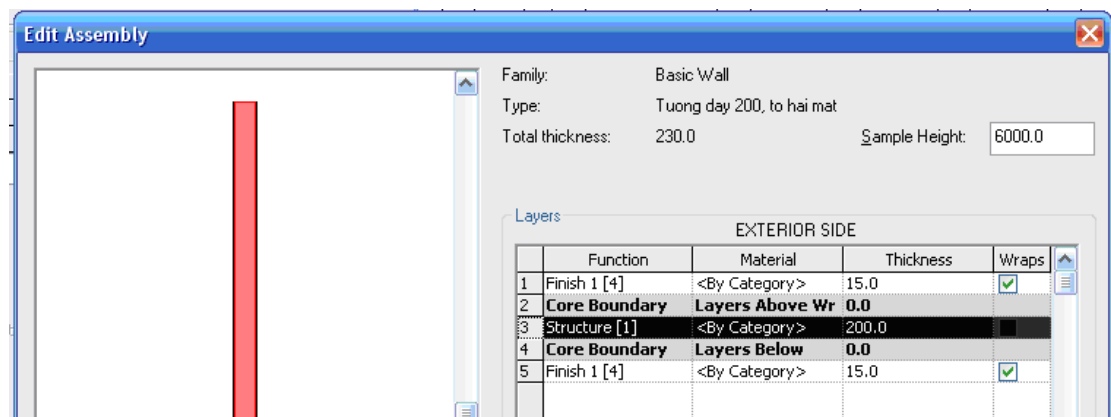 Edit Assembly
Family: Basic Wall
Type: Tuong day 200, to hai mat
Total thickness: 230.0 Sample Height: 6000.0
Layers
EXTERIOR SIDE
Function Material Thickness Wraps
1 Finish 1 [4] <By Category> 15.0
2 Core Boundary Layers Above Wr 0.0
3 Structure [1] <By Category> 200.0
4 Core Boundary Layers Below 0.0
5 Finish 1 [4] <By Category> 15.0